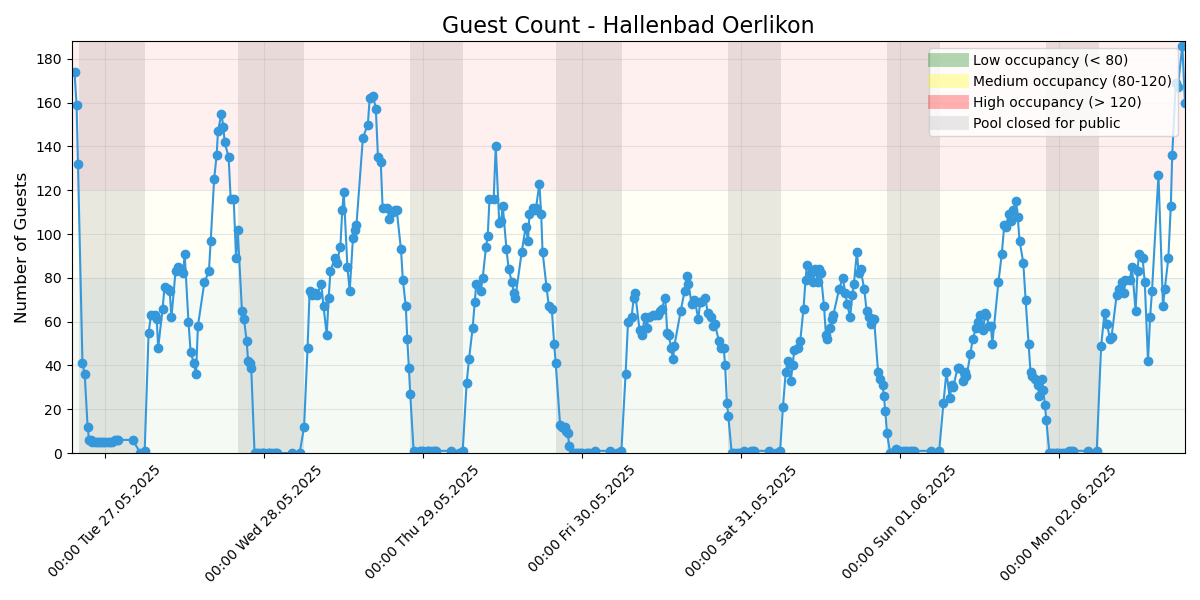 Guest Count - Hallenbad Oerlikon
Number of Guests
180
160
140
120
100
80
60
40
20
0
Low occupancy (< 80)
Medium occupancy (80-120)
High occupancy (> 120)
Pool closed for public
00:00 Tue 27.05.2025
00:00 Wed 28.05.2025
00:00 Thu 29.05.2025
00:00 Fri 30.05.2025
00:00 Sat 31.05.2025
00:00 Sun 01.06.2025
00:00 Mon 02.06.2025